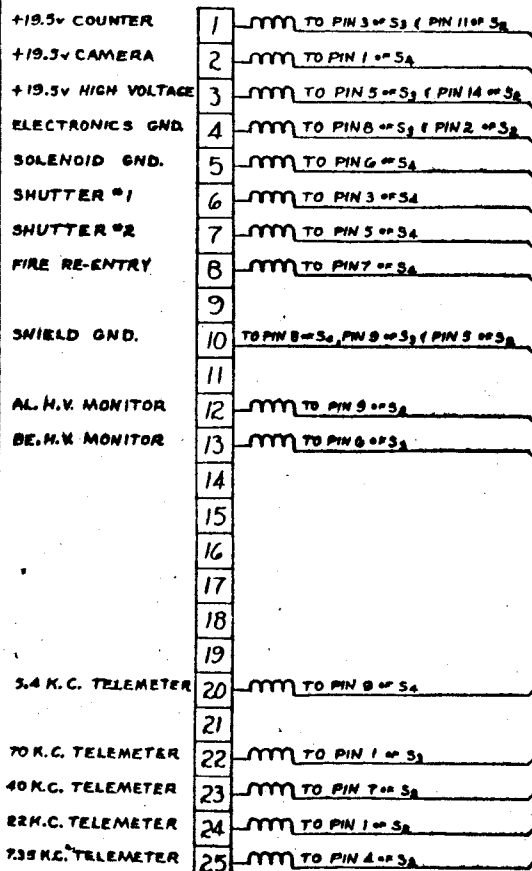 +19.5v COUNTER 1 TO PIN 3 OF S3 & PIN 11 OF S2
+19.5v CAMERA 2 TO PIN 1 OF S4
+19.5v HIGH VOLTAGE 3 TO PIN 5 OF S3 & PIN 14 OF S2
ELECTRONICS GND. 4 TO PIN 8 OF S3 & PIN 2 OF S2
SOLENOID GND. 5 TO PIN 6 OF S4
SHUTTER #1 6 TO PIN 3 OF S4
SHUTTER #2 7 TO PIN 5 OF S4
FIRE RE-ENTRY 8 TO PIN 7 OF S4
9
SHIELD GND. 10 TO PIN 8 OF S4, PIN 9 OF S3 & PIN 5 OF S2
11
AL. H.V. MONITOR 12 TO PIN 9 OF S2
BE. H.V. MONITOR 13 TO PIN 6 OF S3
14
15
16
17
18
19
5.4 K.C. TELEMETER 20 TO PIN 9 OF S4
21
70 K.C. TELEMETER 22 TO PIN 1 OF S3
40 K.C. TELEMETER 23 TO PIN 7 OF S2
22 K.C. TELEMETER 24 TO PIN 1 OF S2
7.35 K.C. TELEMETER 25 TO PIN 4 OF